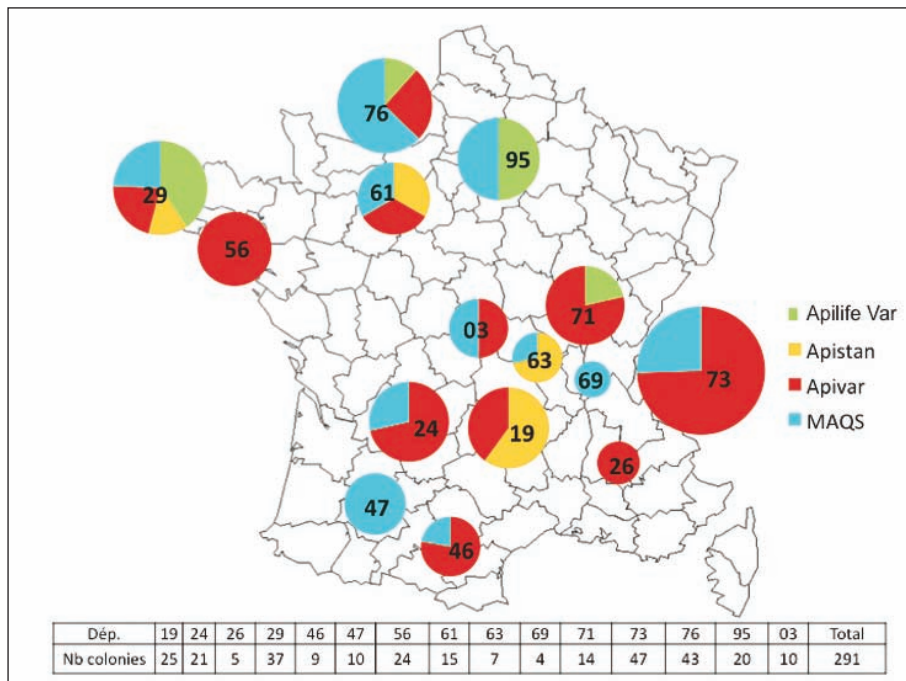 76
95
29
61
56
71
03
63
73
69
24
19
26
47
46
Apilife Var
Apistan
Apivar
MAQS
Dép. 19 24 26 29 46 47 56 61 63 69 71 73 76 95 03 Total
Nb colonies 25 21 5 37 9 10 24 15 7 4 14 47 43 20 10 291